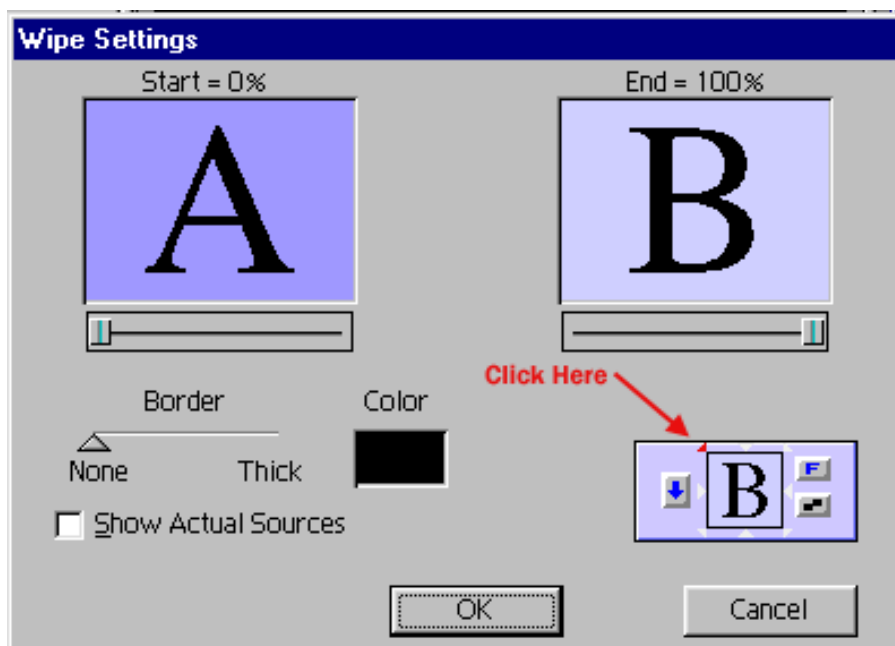 Wipe Settings
Start = 0%
End = 100%
A
B
Click Here
Border
Color
None
Thick
B
F
Show Actual Sources
OK
Cancel